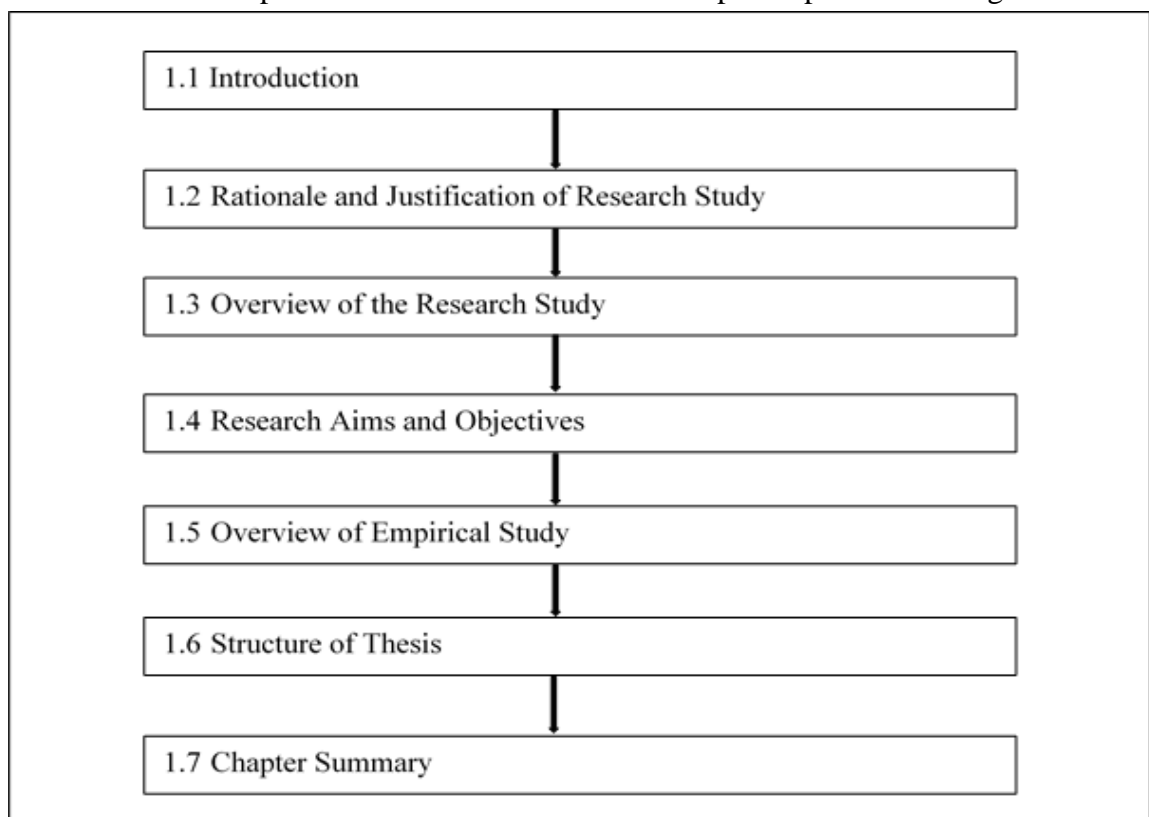 1.1 Introduction
1.2 Rationale and Justification of Research Study
1.3 Overview of the Research Study
1.4 Research Aims and Objectives
1.5 Overview of Empirical Study
1.6 Structure of Thesis
1.7 Chapter Summary